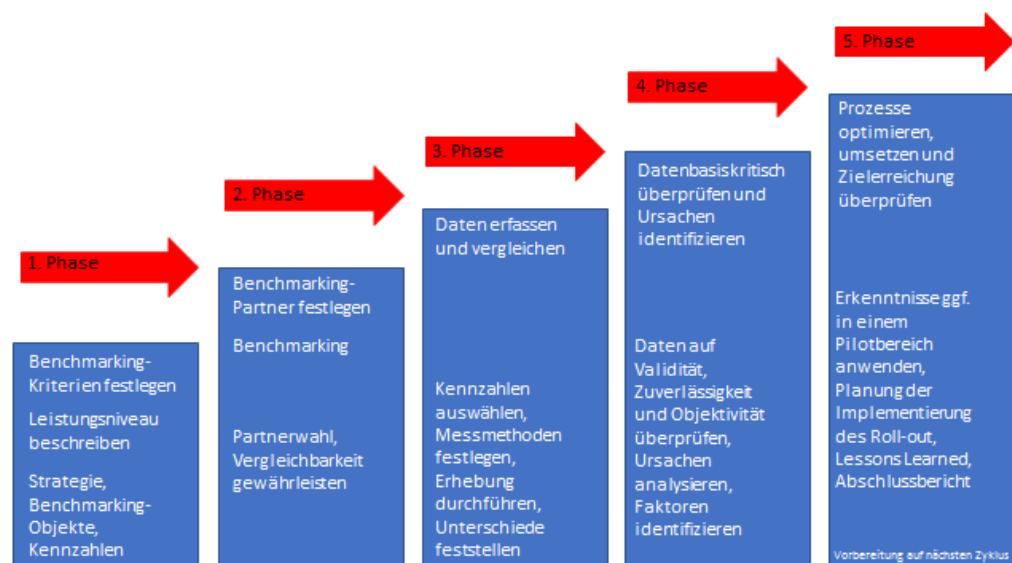 1. Phase
Benchmarking-
Kriterien festlegen
Leistungsniveau
beschreiben
Strategie,
Benchmarking-
Objekte,
Kennzahlen
2. Phase
Benchmarking-
Partner festlegen
Benchmarking
Partnerwahl,
Vergleichbarkeit
gewährleisten
3. Phase
Daten erfassen
und vergleichen
Kennzahlen
auswählen,
Messmethoden
festlegen,
Erhebung
durchführen,
Unterschiede
feststellen
4. Phase
Datenbasiskritisch
überprüfen und
Ursachen
identifizieren
Daten auf
Validität,
Zuverlässigkeit
und Objektivität
überprüfen,
Ursachen
analysieren,
Faktoren
identifizieren
5. Phase
Prozesse
optimieren,
umsetzen und
Zielerreichung
überprüfen
Erkenntnisse ggf.
in einem
Pilotbereich
anwenden,
Planung der
Implementierung
des Roll-out,
Lessons Learned,
Abschlussbericht
Vorbereitung auf nächsten Zyklus